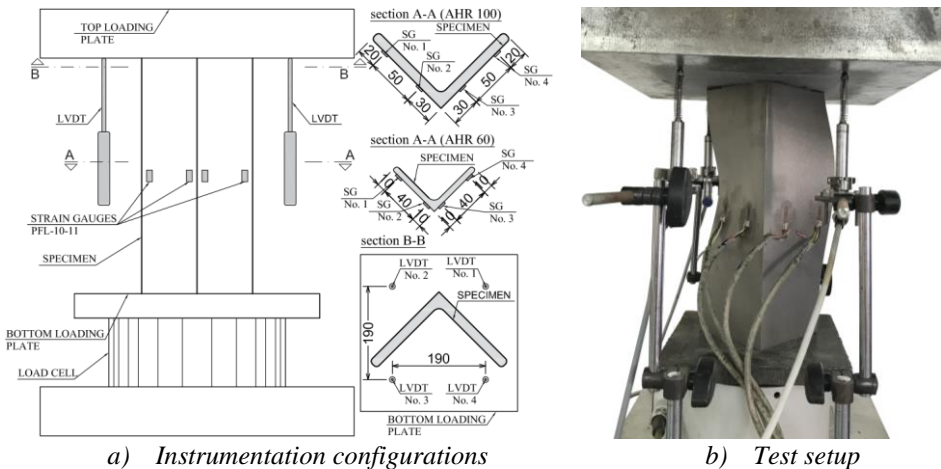 TOP LOADING
PLATE
B
B
LVDT
LVDT
A
A
STRAIN GAUGES
PFL-10-11
SPECIMEN
BOTTOM LOADING
PLATE
LOAD CELL
section A-A (AHR 100)
SG
No. 1
SPECIMEN
SG
No. 2
SG
No. 4
SG
No. 3
20
50
30
30
50
20
section A-A (AHR 60)
SPECIMEN
SG
No. 4
SG
No. 1
SG
No. 2
SG
No. 3
10
40
10
10
40
10
section B-B
LVDT
No. 2
LVDT
No. 1
SPECIMEN
190
190
LVDT
No. 3
LVDT
No. 4
BOTTOM LOADING
PLATE
a) Instrumentation configurations
b) Test setup